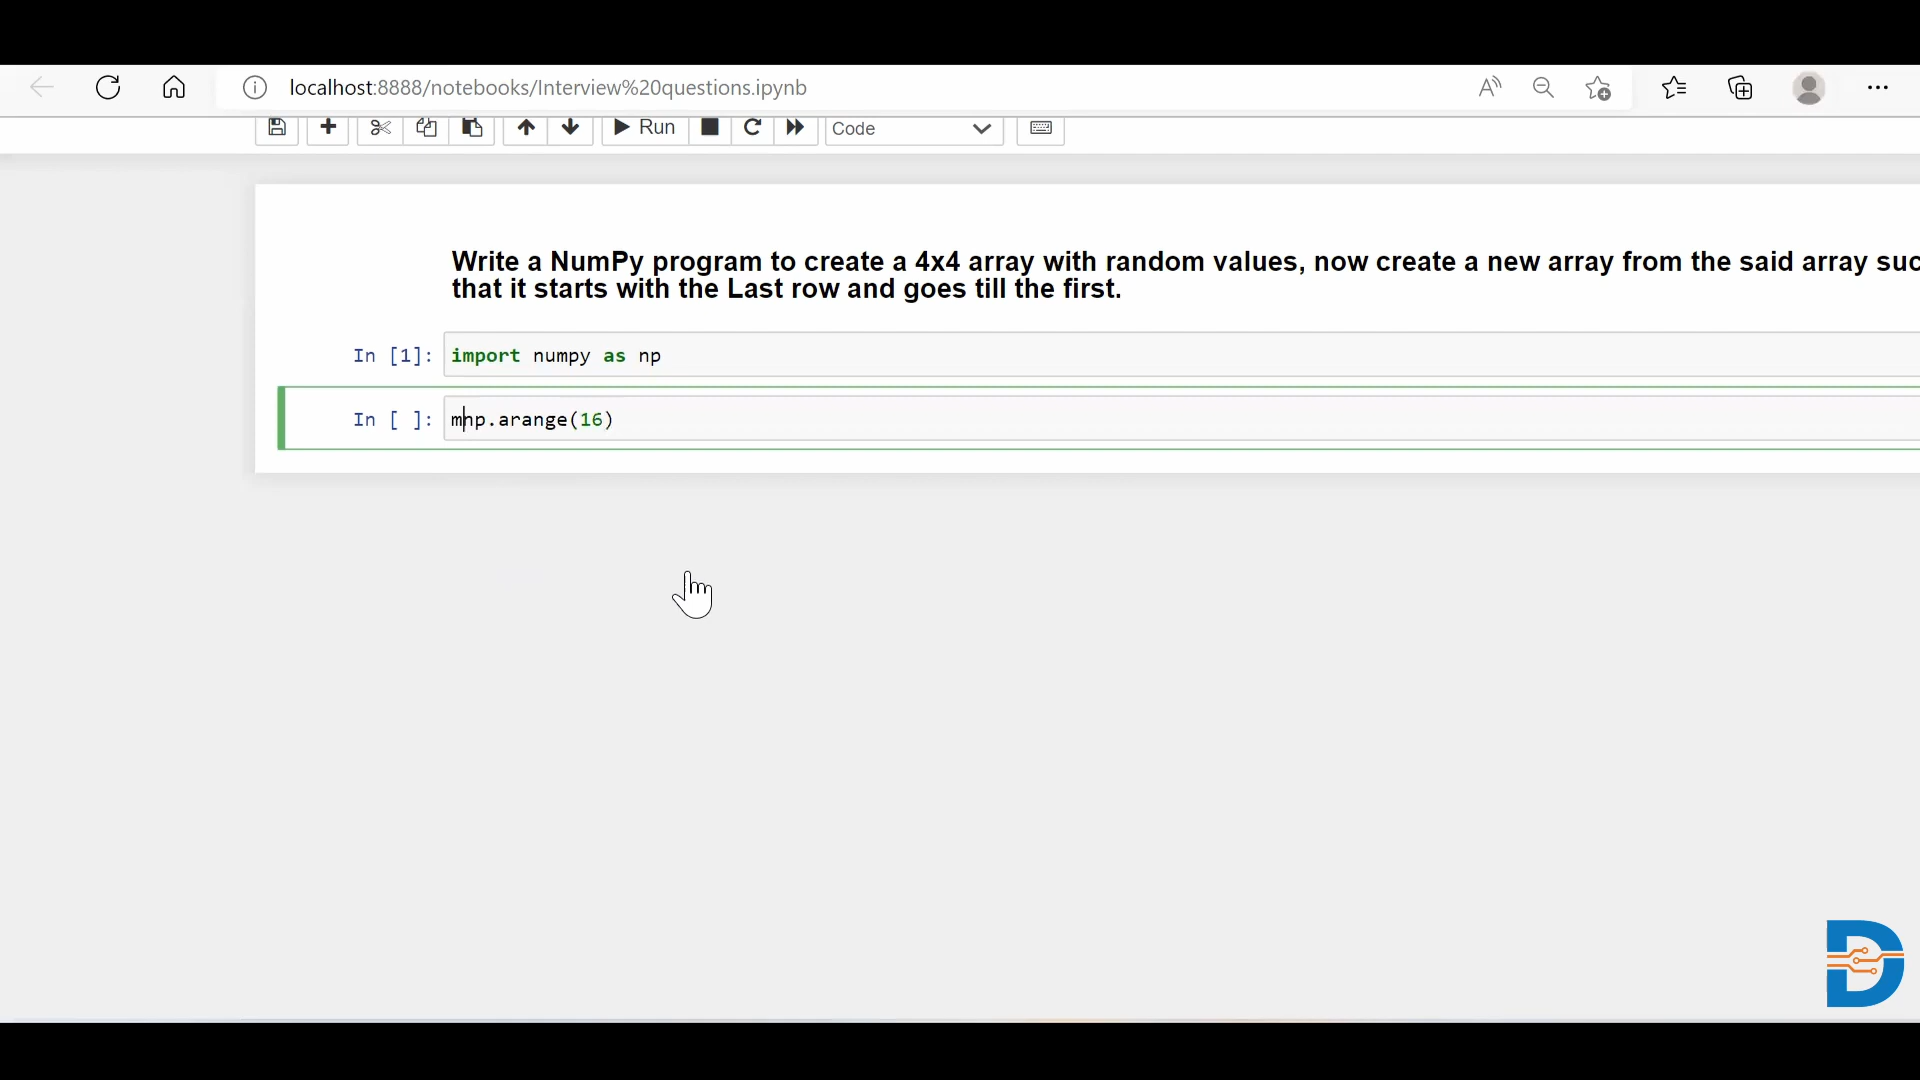 localhost:8888/notebooks/Interview%20questions.ipynb
Run
Code
Write a NumPy program to create a 4x4 array with random values, now create a new array from the said array suc
that it starts with the Last row and goes till the first.
In [1]: import numpy as np
In [ ]: mnp.arange(16)